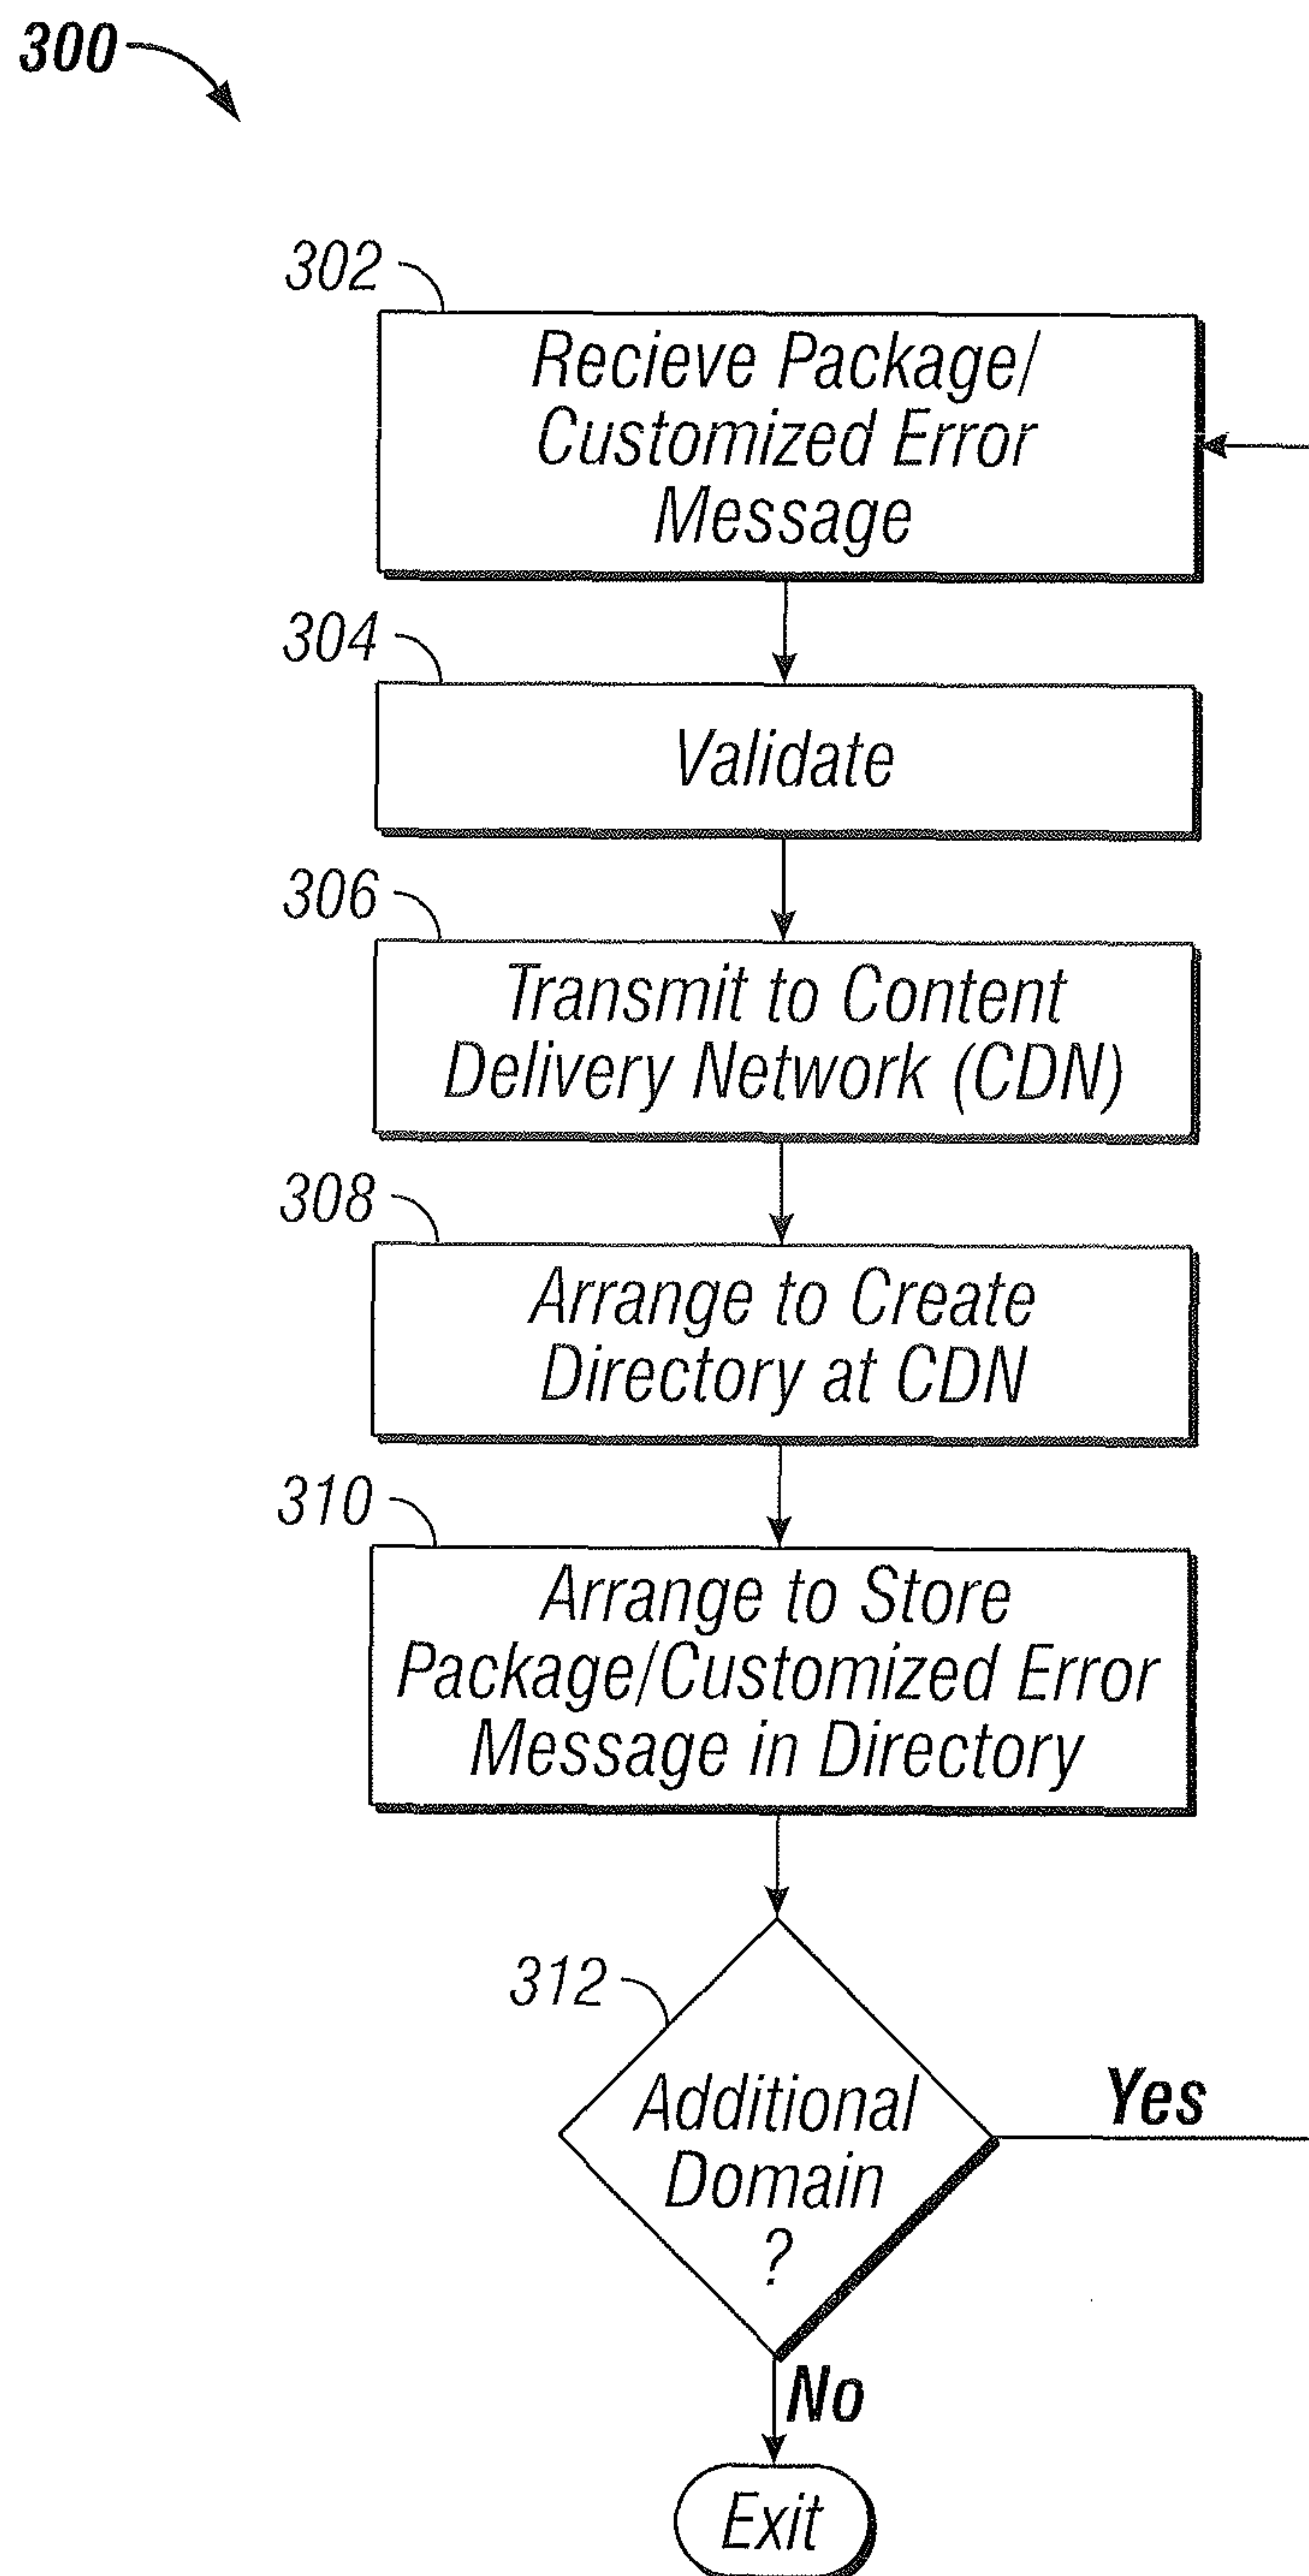 300
302
Recieve Package/
Customized Error
Message
304
Validate
306
Transmit to Content
Delivery Network (CDN)
308
Arrange to Create
Directory at CDN
310
Arrange to Store
Package/Customized Error
Message in Directory
312
Additional
Domain
?
Yes
No
Exit